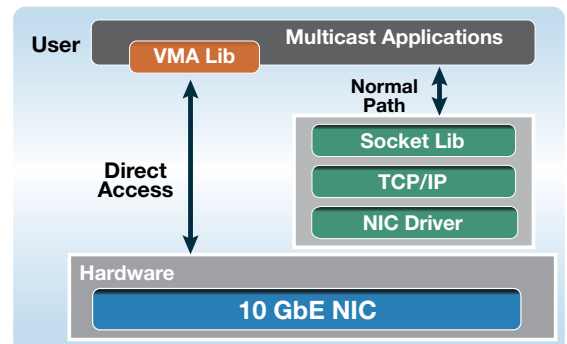 User
Multicast Applications
VMA Lib
Normal
Path
Socket Lib
Direct
Access
TCP/IP
NIC Driver
Hardware
10 GbE NIC